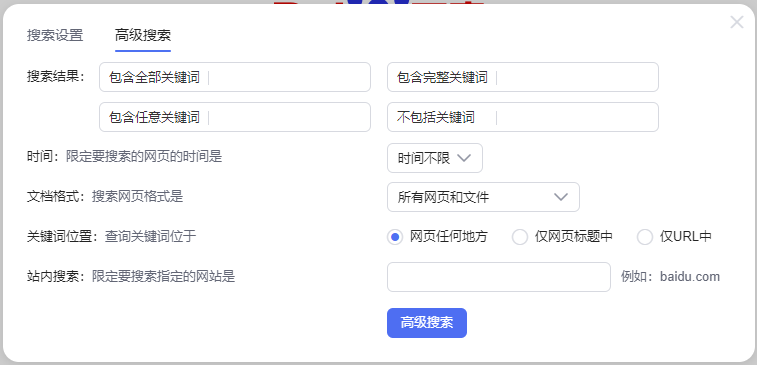 搜索设置 高级搜索
搜索结果： 包含全部关键词 包含完整关键词
包含任意关键词 不包括关键词
时间：限定要搜索的网页的时间是 时间不限
文档格式：搜索网页格式是 所有网页和文件
关键词位置：查询关键词位于 网页任何地方 仅网页标题中 仅URL中
站内搜索：限定要搜索指定的网站是 例如：baidu.com
高级搜索